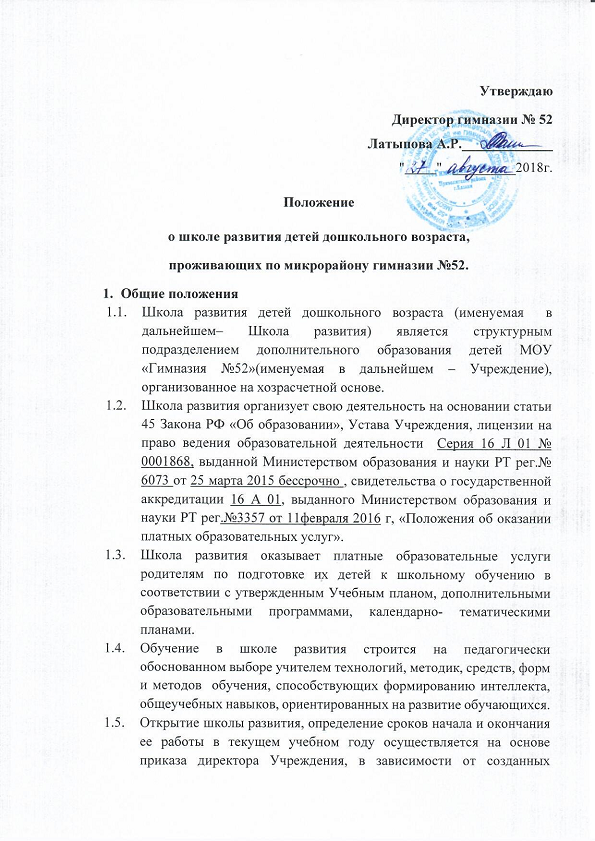 Утверждаю
Директор гимназии № 52
Латыпова А.Р.____________
"27" августа 2018г.
Положение
о школе развития детей дошкольного возраста,
проживающих по микрорайону гимназии №52.
1. Общие положения
1.1. Школа развития детей дошкольного возраста (именуемая в
дальнейшем– Школа развития) является структурным
подразделением дополнительного образования детей МОУ
«Гимназия №52»(именуемая в дальнейшем – Учреждение),
организованное на хозрасчетной основе.
1.2. Школа развития организует свою деятельность на основании статьи
45 Закона РФ «Об образовании», Устава Учреждения, лицензии на
право ведения образовательной деятельности Серия 16 Л 01 №
0001868, выданной Министерством образования и науки РТ рег.№
6073 от 25 марта 2015 бессрочно , свидетельства о государственной
аккредитации 16 А 01, выданного Министерством образования и
науки РТ рег.№3357 от 11февраля 2016 г, «Положения об оказании
платных образовательных услуг».
1.3. Школа развития оказывает платные образовательные услуги
родителям по подготовке их детей к школьному обучению в
соответствии с утвержденным Учебным планом, дополнительными
образовательными программами, календарно- тематическими
планами.
1.4. Обучение в школе развития строится на педагогически
обоснованном выборе учителем технологий, методик, средств, форм
и методов обучения, способствующих формированию интеллекта,
общеучебных навыков, ориентированных на развитие обучающихся.
1.5. Открытие школы развития, определение сроков начала и окончания
ее работы в текущем учебном году осуществляется на основе
приказа директора Учреждения, в зависимости от созданных